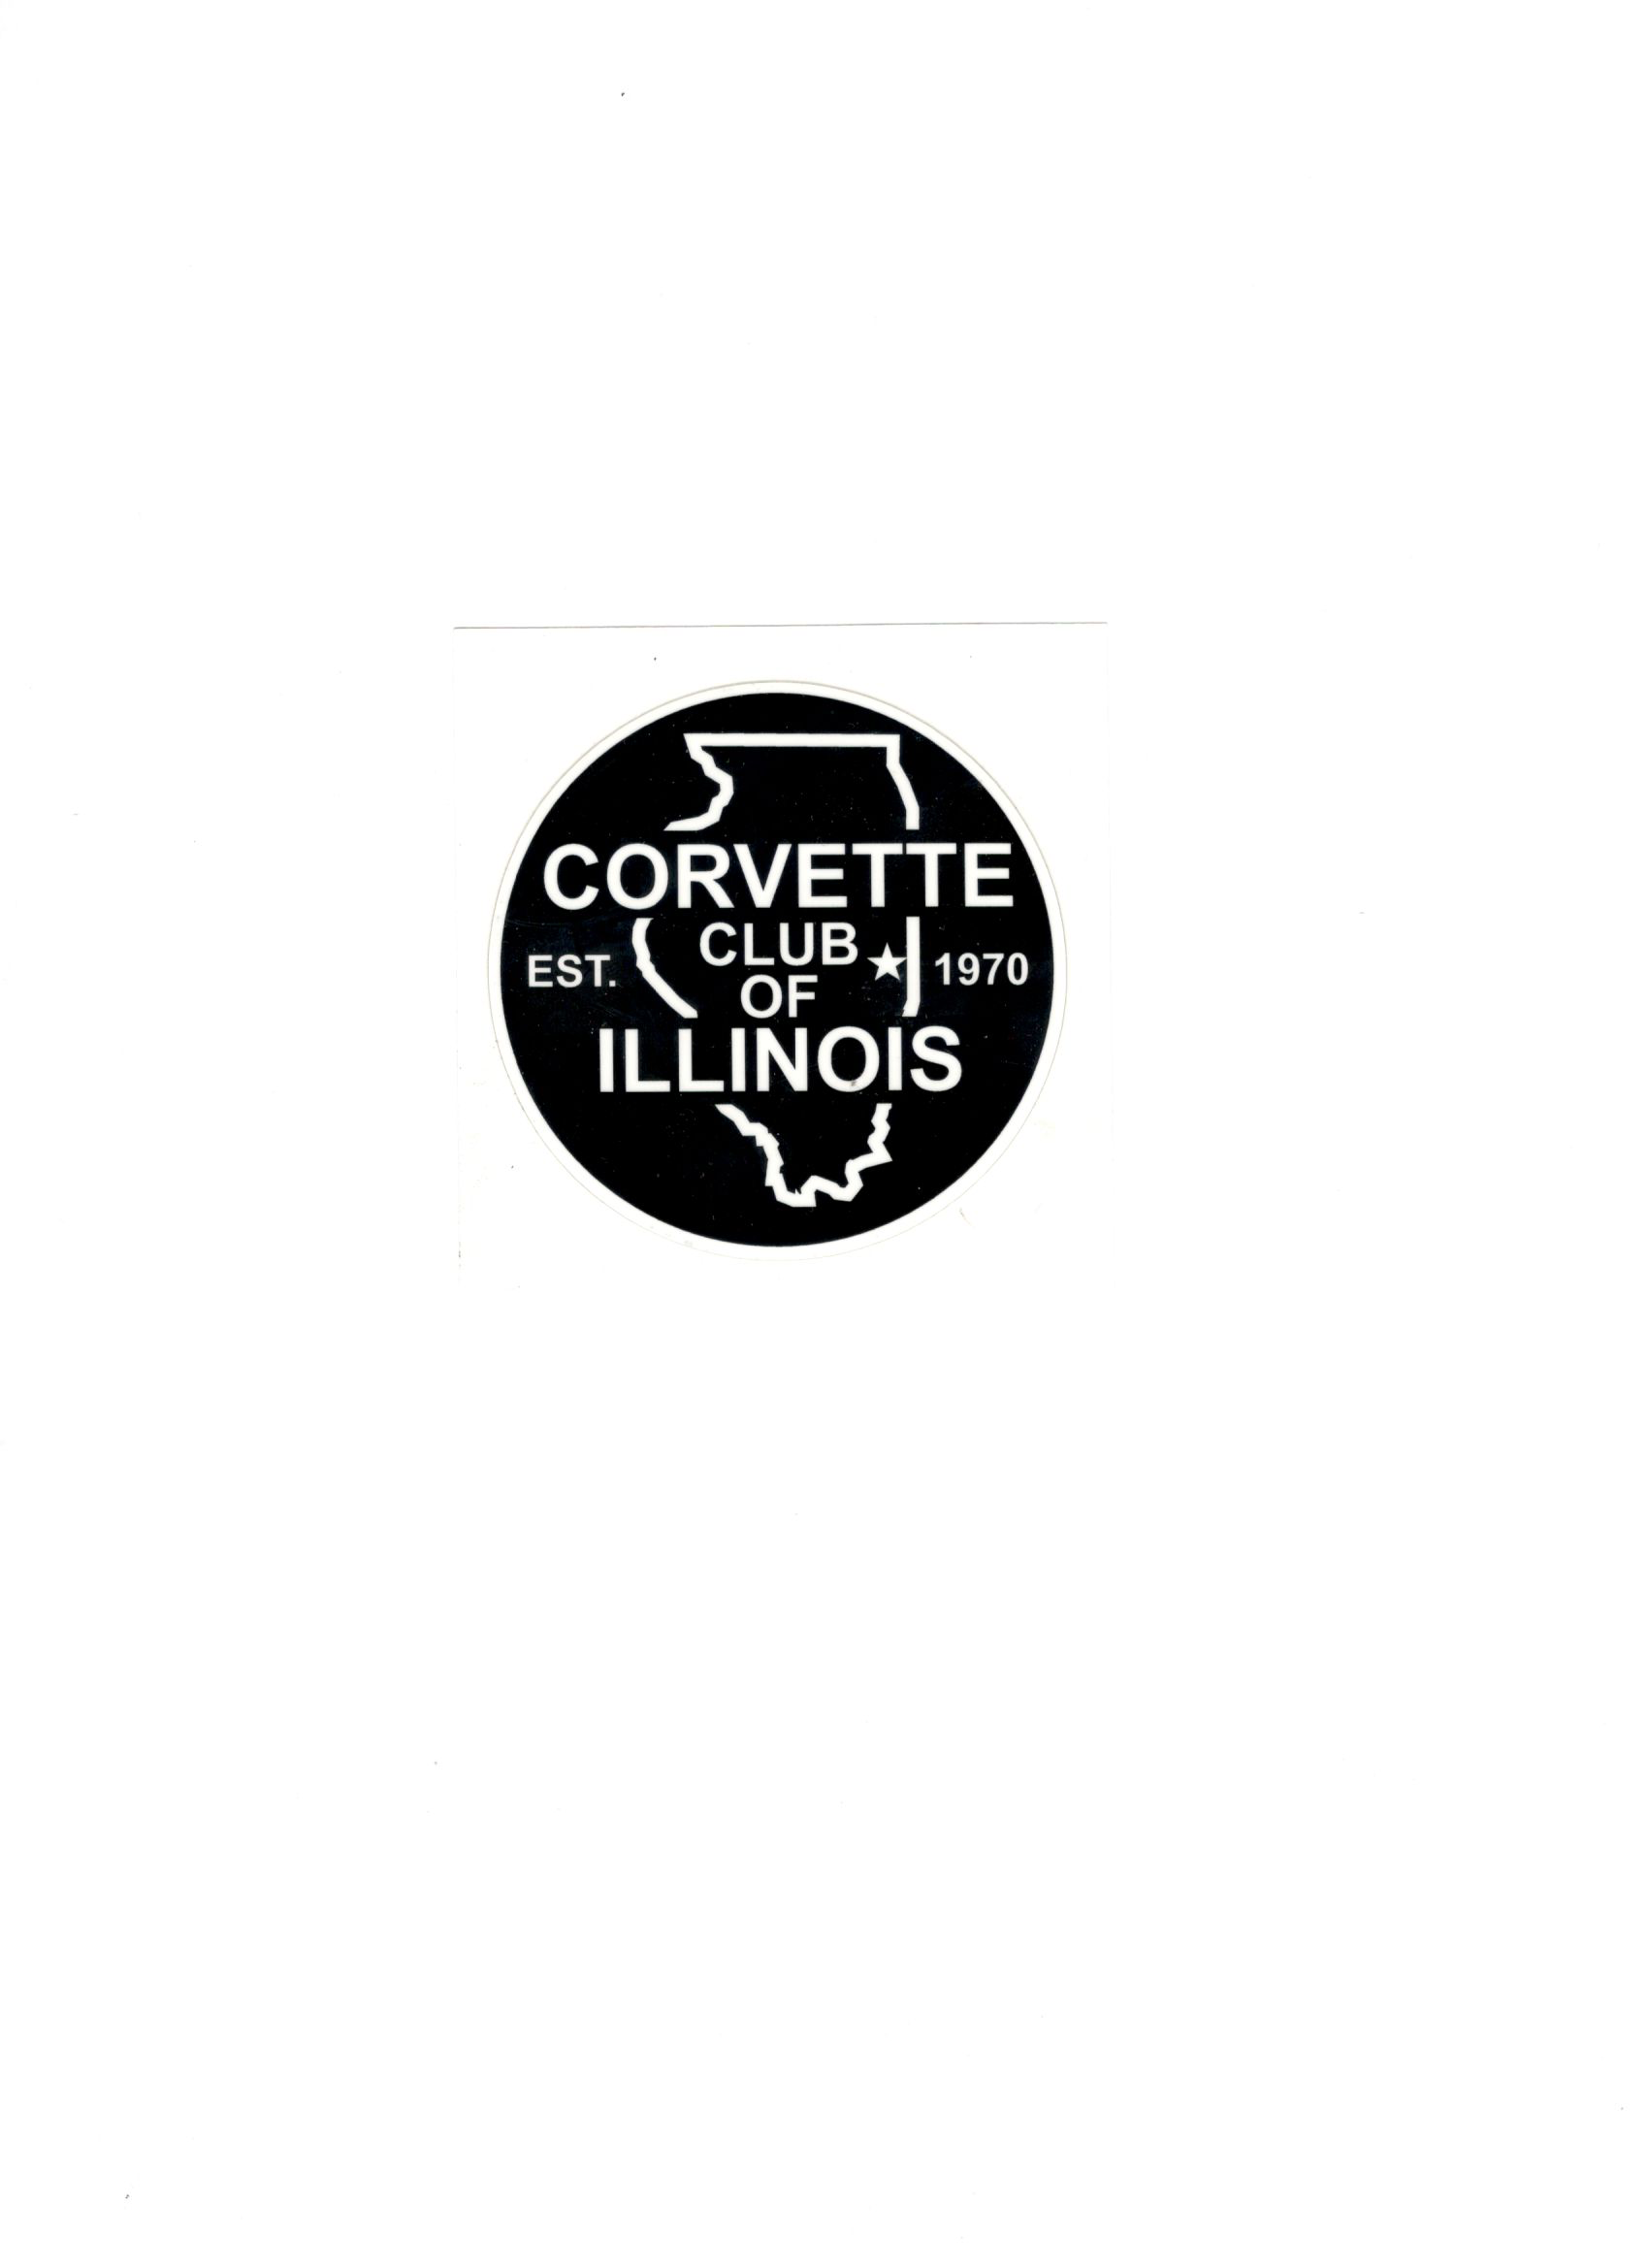 CORVETTE
CLUB
OF
EST. 1970
ILLINOIS